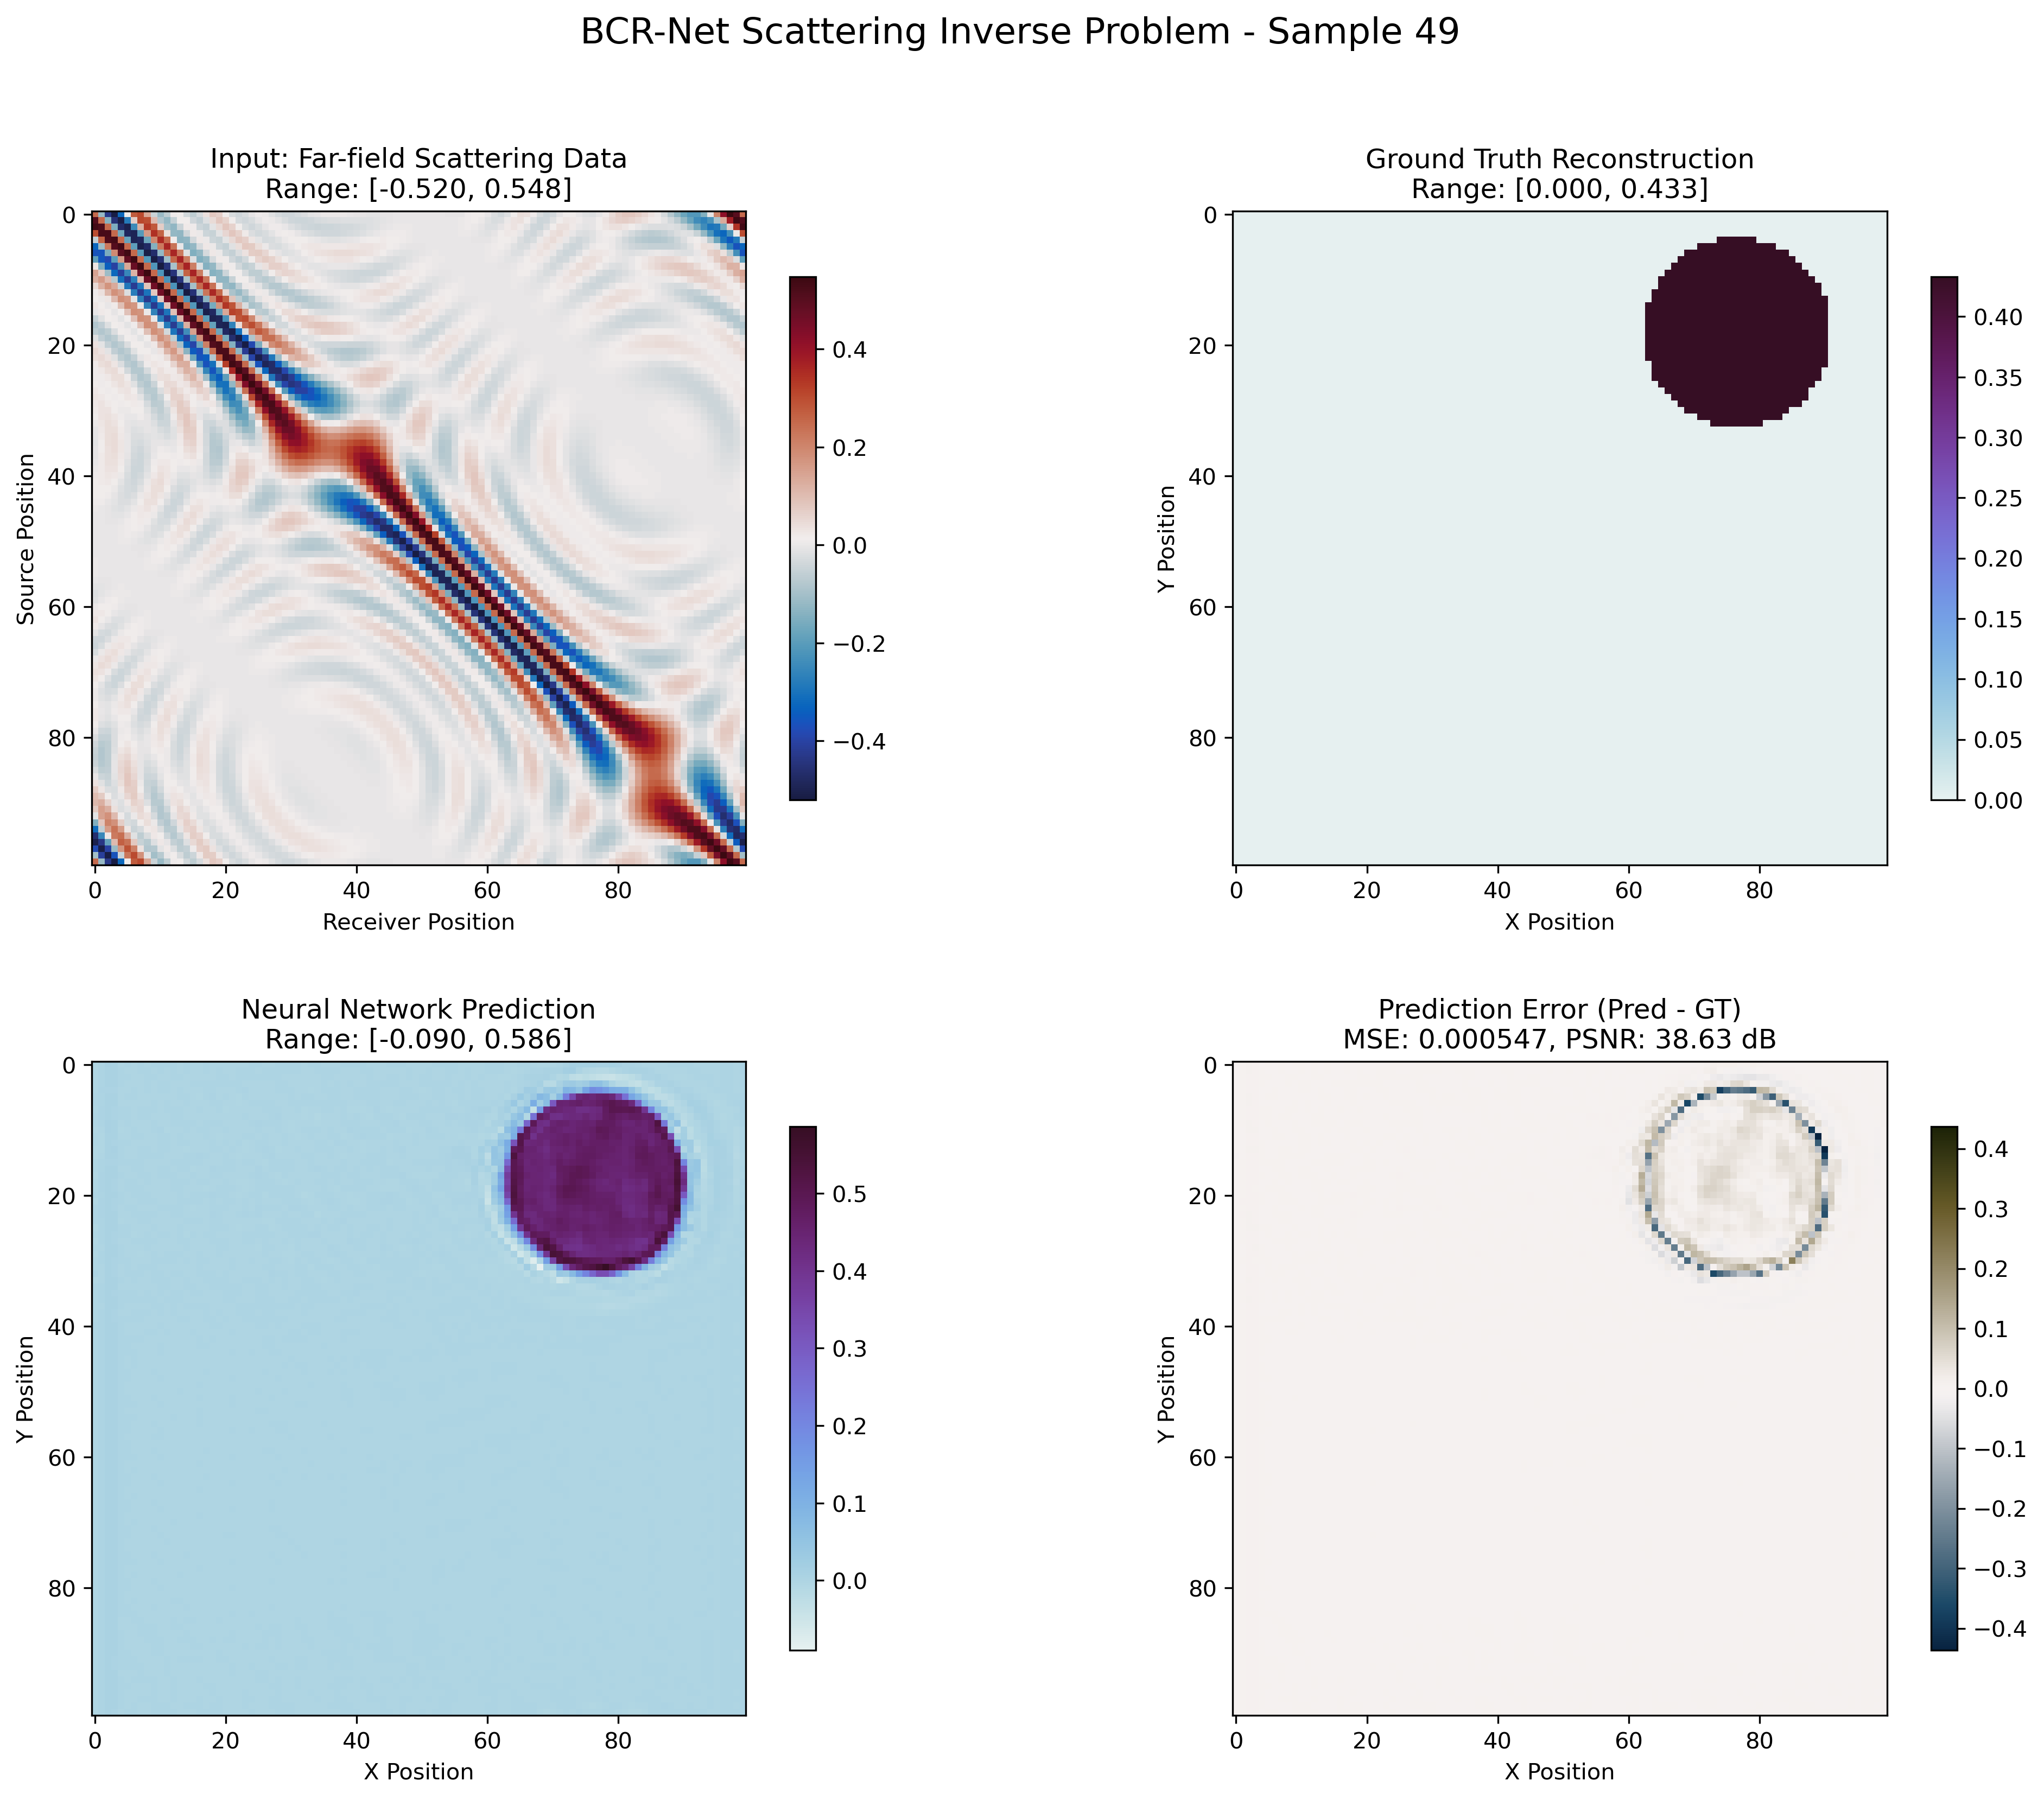 BCR-Net Scattering Inverse Problem - Sample 49
Input: Far-field Scattering Data
Range: [-0.520, 0.548]
0
20
40
60
80
Source Position
0 20 40 60 80
Receiver Position
0.4
0.2
0.0
−0.2
−0.4
Ground Truth Reconstruction
Range: [0.000, 0.433]
0
20
40
60
80
Y Position
0 20 40 60 80
X Position
0.40
0.35
0.30
0.25
0.20
0.15
0.10
0.05
0.00
Neural Network Prediction
Range: [-0.090, 0.586]
0
20
40
60
80
Y Position
0 20 40 60 80
X Position
0.5
0.4
0.3
0.2
0.1
0.0
Prediction Error (Pred - GT)
MSE: 0.000547, PSNR: 38.63 dB
0
20
40
60
80
Y Position
0 20 40 60 80
X Position
0.4
0.3
0.2
0.1
0.0
−0.1
−0.2
−0.3
−0.4